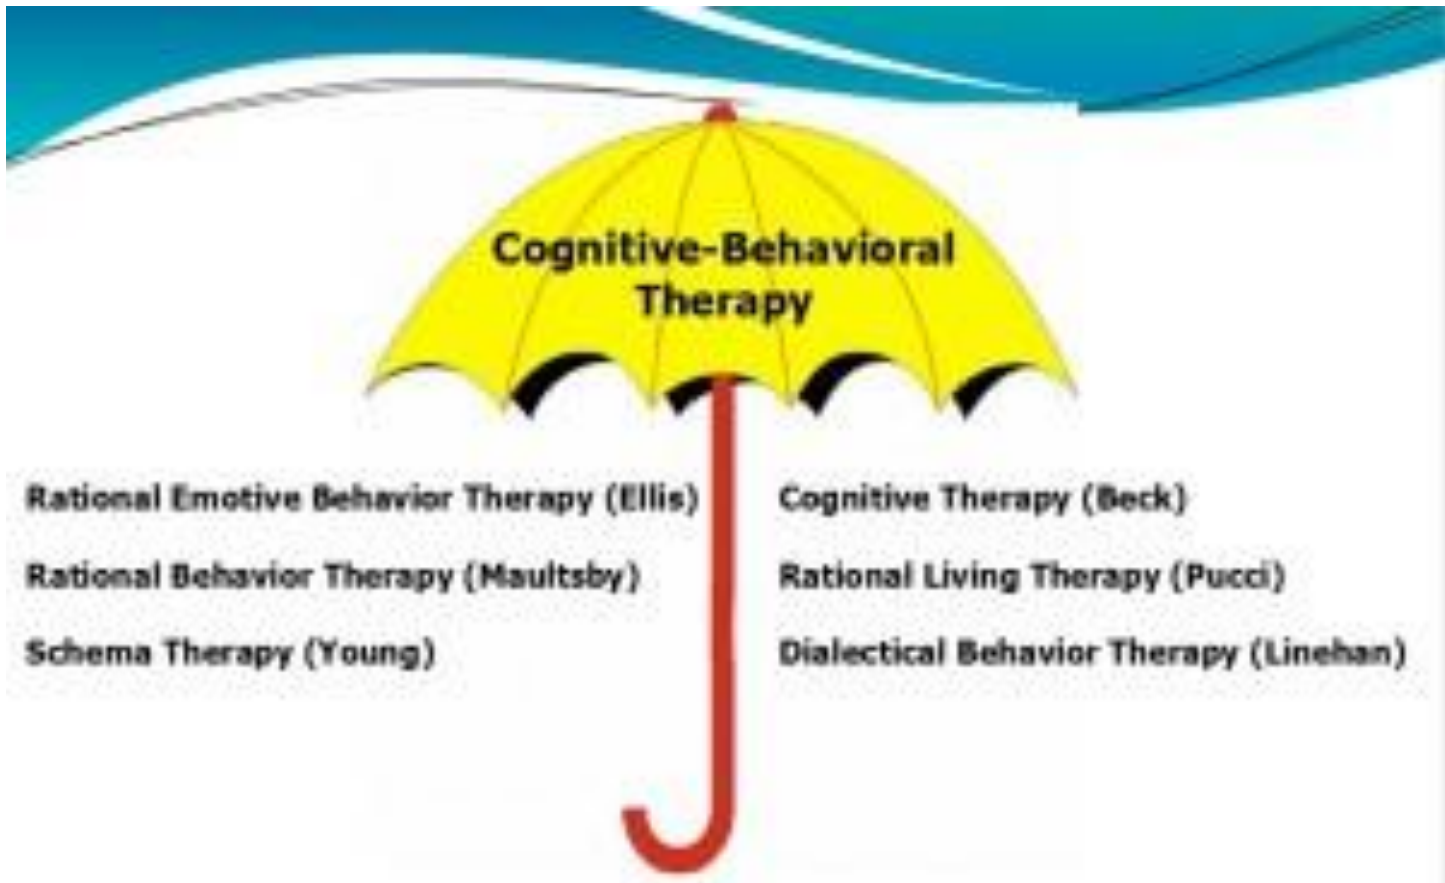 Cognitive-Behavioral
Therapy
Rational Emotive Behavior Therapy (Ellis)
Rational Behavior Therapy (Maultsby)
Schema Therapy (Young)
Cognitive Therapy (Beck)
Rational Living Therapy (Pucci)
Dialectical Behavior Therapy (Linehan)